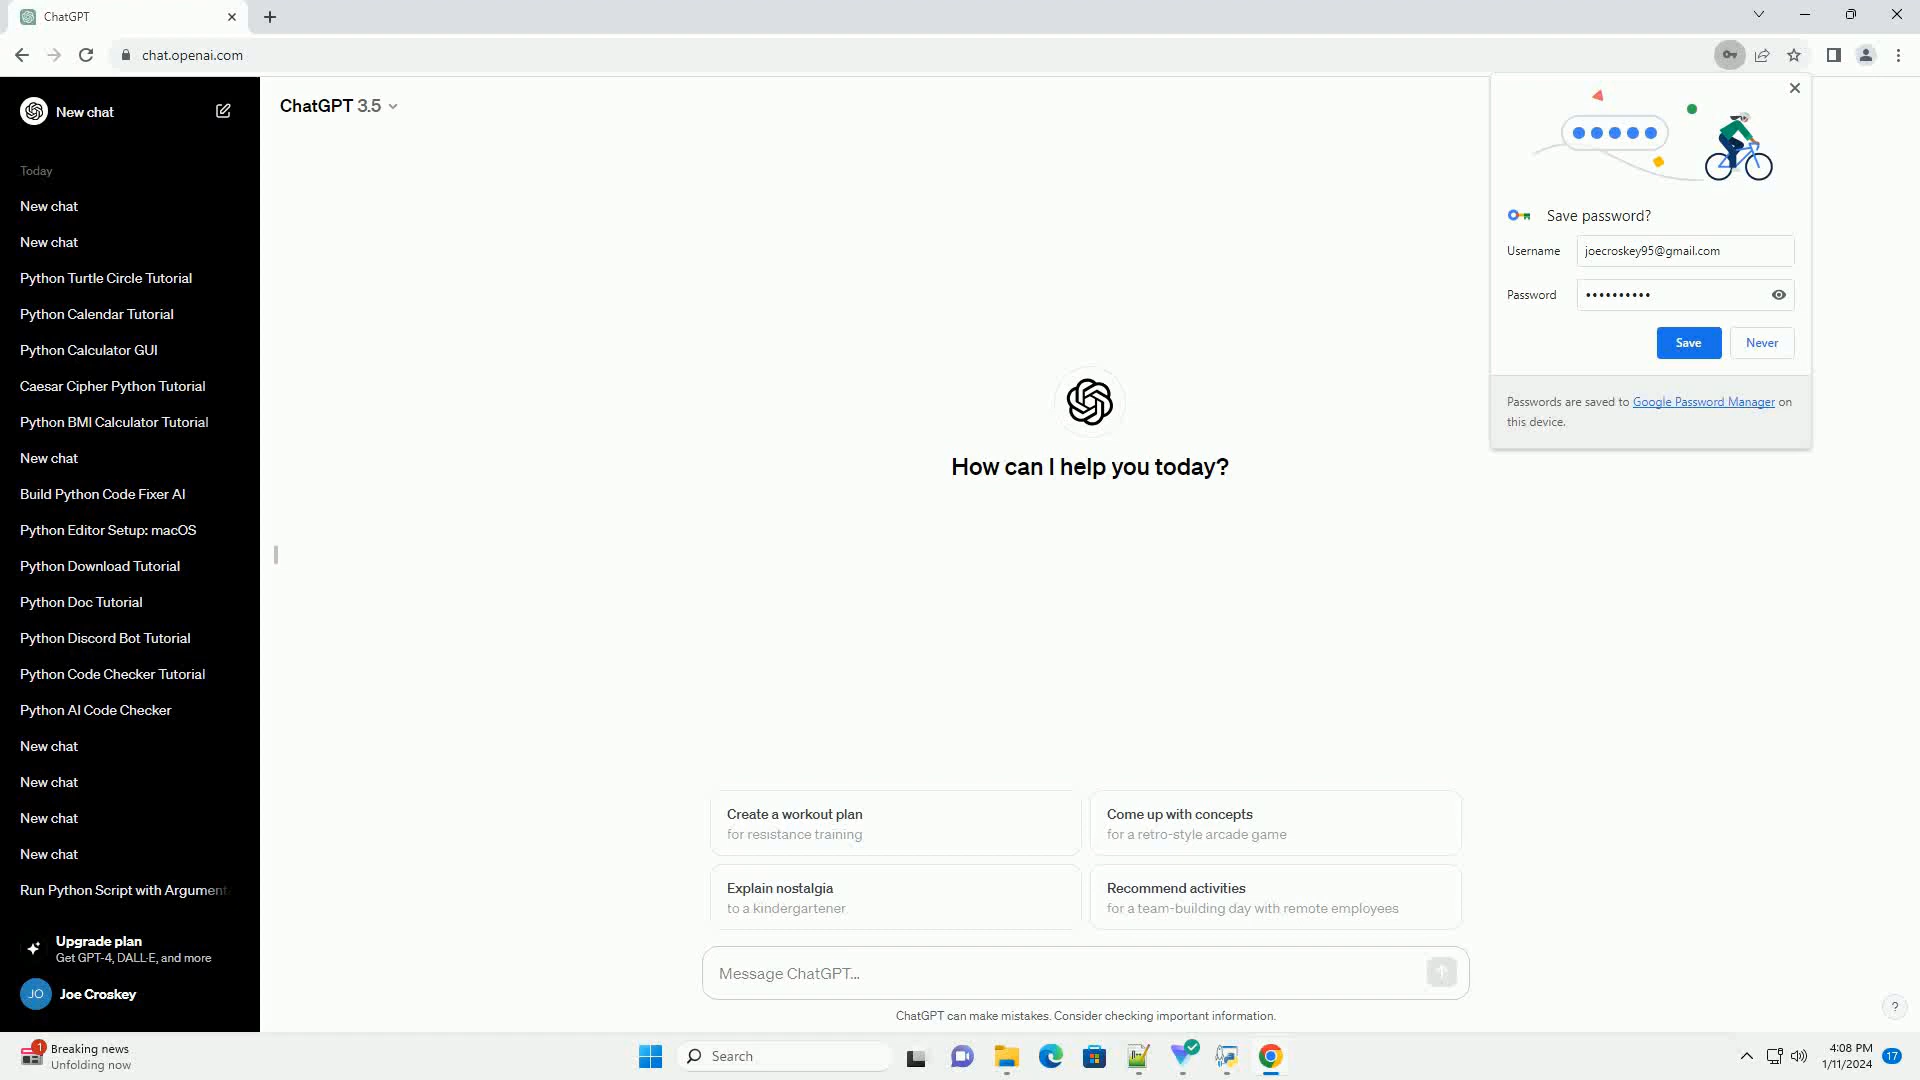 ChatGPT
chat.openai.com
New chat
Today
New chat
New chat
Python Turtle Circle Tutorial
Python Calendar Tutorial
Python Calculator GUI
Caesar Cipher Python Tutorial
Python BMI Calculator Tutorial
New chat
Build Python Code Fixer AI
Python Editor Setup: macOS
Python Download Tutorial
Python Doc Tutorial
Python Discord Bot Tutorial
Python Code Checker Tutorial
Python AI Code Checker
New chat
New chat
New chat
New chat
Run Python Script with Argument
Upgrade plan
Get GPT-4, DALL·E, and more
JO Joe Croskey
ChatGPT 3.5
How can I help you today?
Create a workout plan
for resistance training
Come up with concepts
for a retro-style arcade game
Explain nostalgia
to a kindergartener
Recommend activities
for a team-building day with remote employees
Message ChatGPT...
ChatGPT can make mistakes. Consider checking important information.
?
Save password?
Username joecroskey95@gmail.com
Password ••••••••••
Save Never
Passwords are saved to Google Password Manager on
this device.
1 Breaking news
Unfolding now
Search
4:08 PM
1/11/2024
17